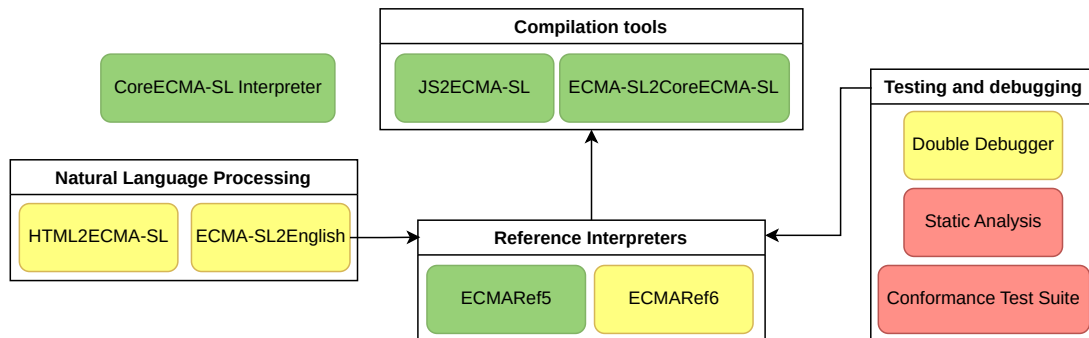 Compilation tools
CoreECMA-SL Interpreter
JS2ECMA-SL
ECMA-SL2CoreECMA-SL
Testing and debugging
Double Debugger
Static Analysis
Conformance Test Suite
Natural Language Processing
HTML2ECMA-SL
ECMA-SL2English
Reference Interpreters
ECMARef5
ECMARef6